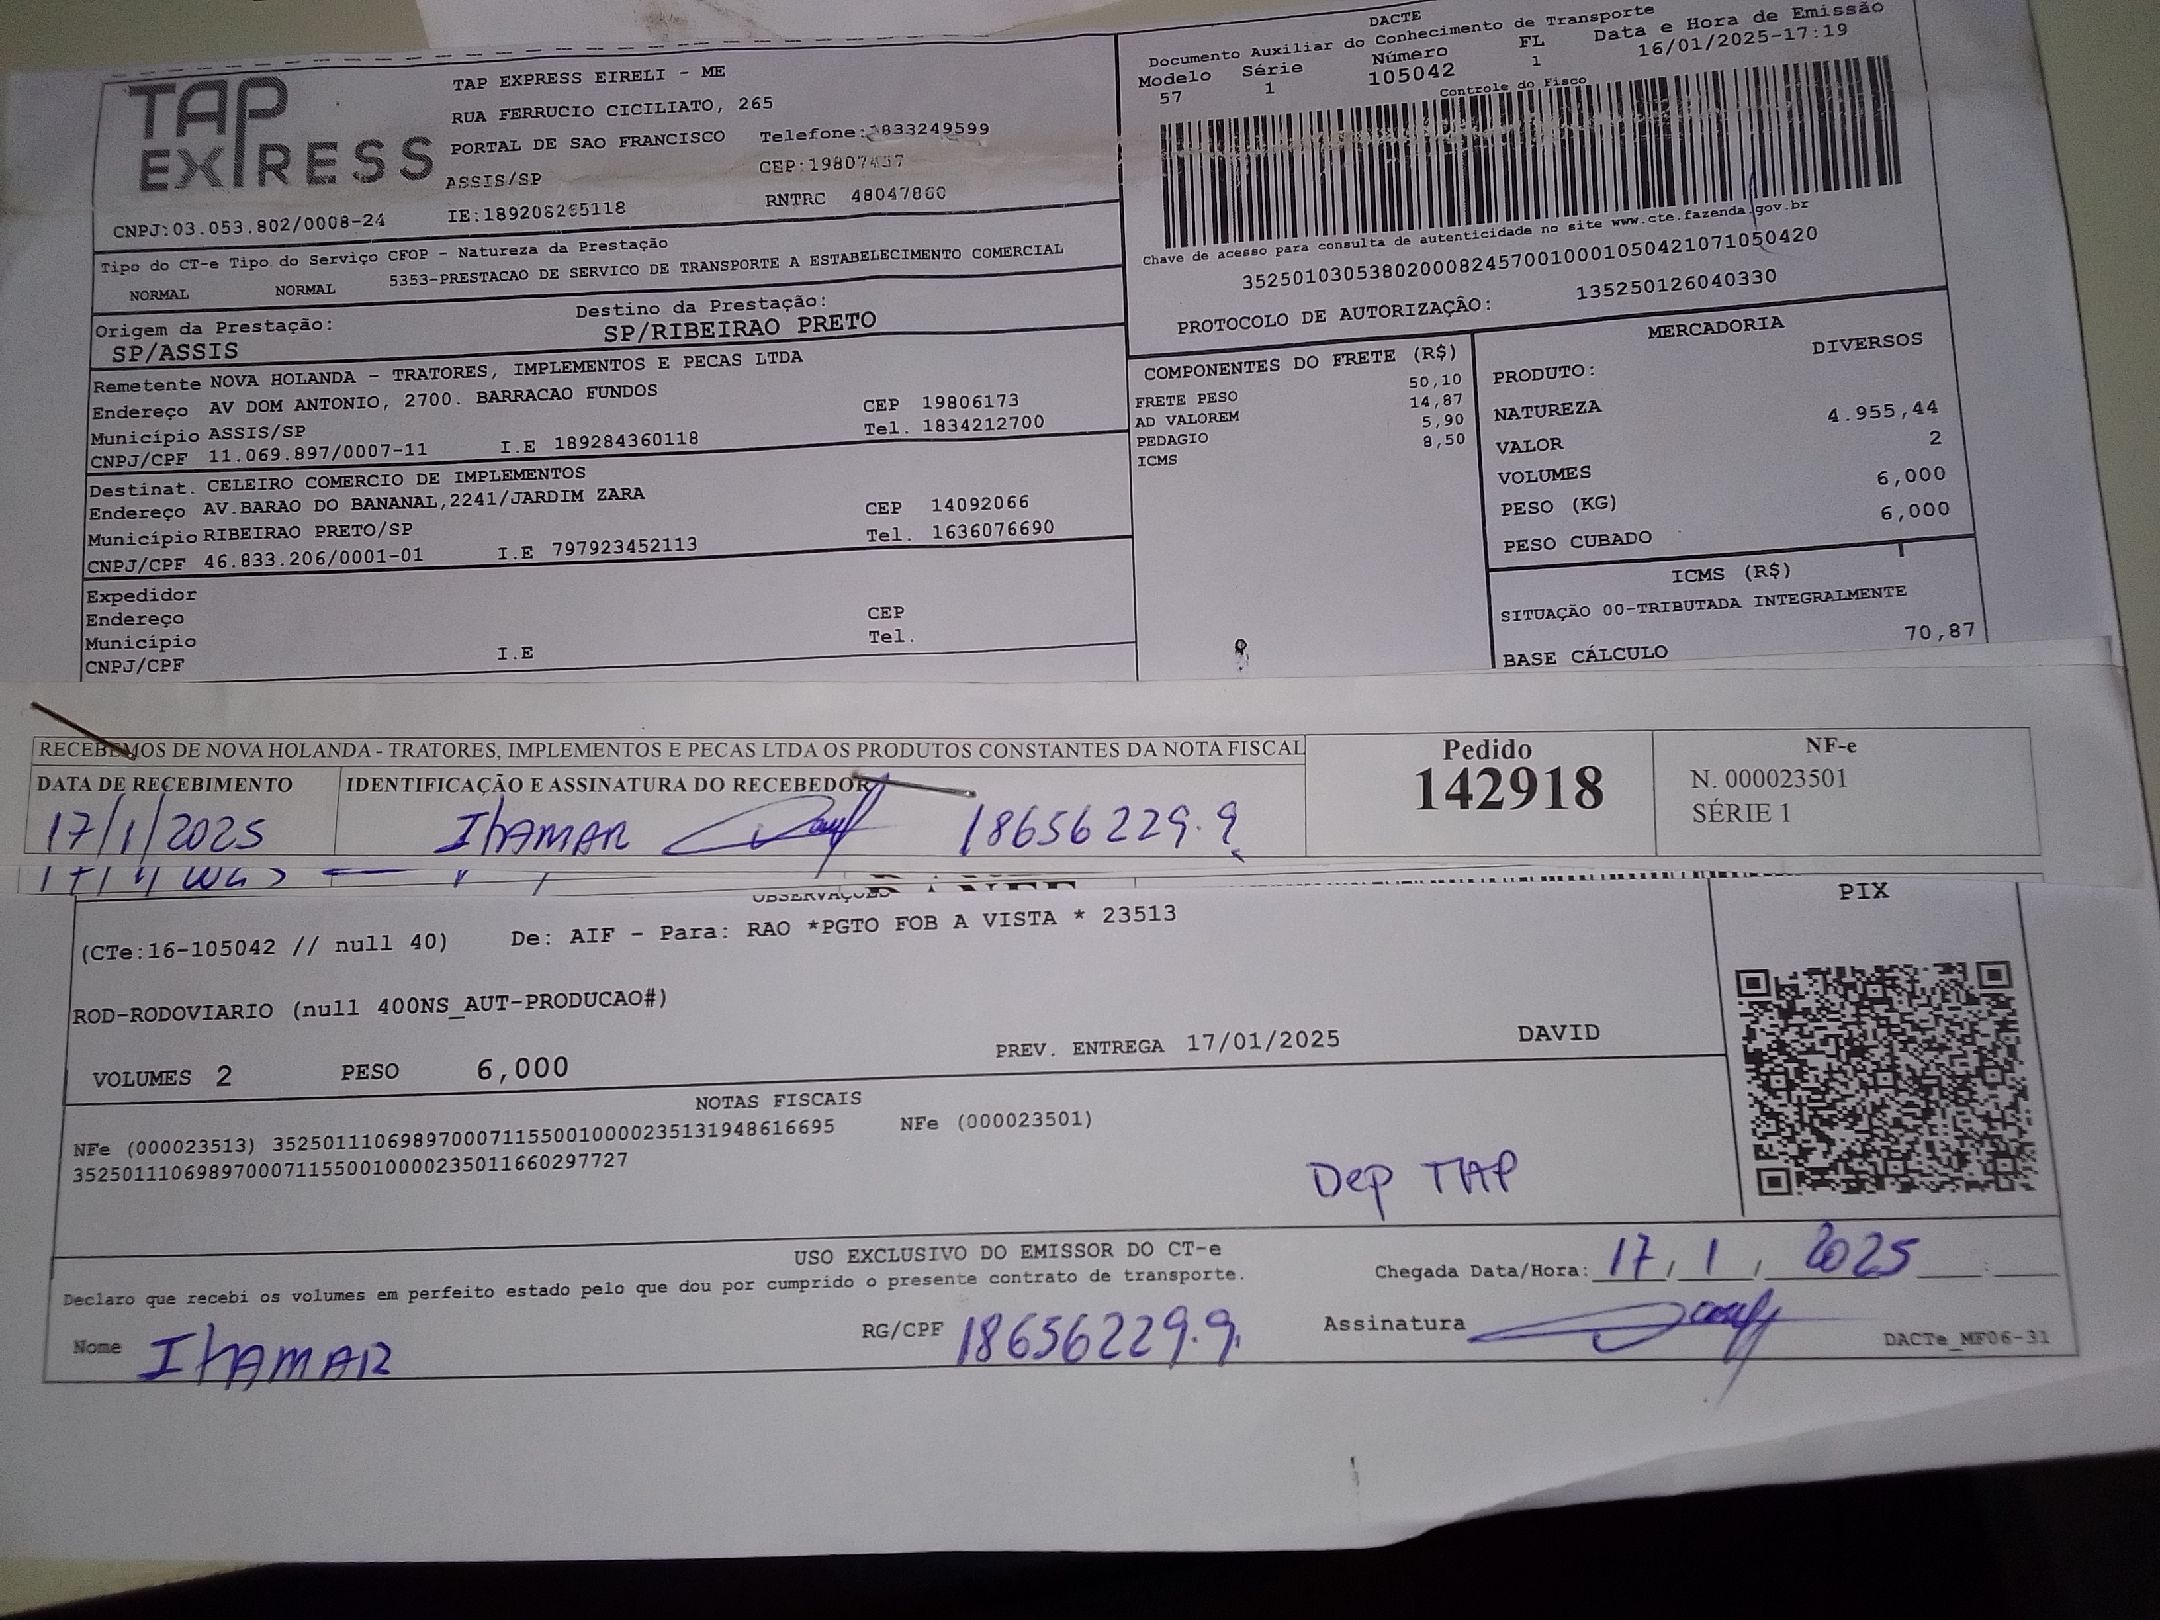 TAP
EXPRESS
TAP EXPRESS EIRELI - ME
RUA FERRUCIO CICILIATO, 265
PORTAL DE SAO FRANCISCO Telefone:1833249599
ASSIS/SP CEP:19807437
CNPJ:03.053.802/0008-24 IE:189208265118 RNTRC 48047860
Tipo do CT-e Tipo do Serviço CFOP - Natureza da Prestação
NORMAL NORMAL 5353-PRESTACAO DE SERVICO DE TRANSPORTE A ESTABELECIMENTO COMERCIAL
Origem da Prestação: Destino da Prestação:
SP/ASSIS SP/RIBEIRAO PRETO
Remetente NOVA HOLANDA - TRATORES, IMPLEMENTOS E PECAS LTDA
Endereço AV DOM ANTONIO, 2700. BARRACAO FUNDOS CEP 19806173
Município ASSIS/SP Tel. 1834212700
CNPJ/CPF 11.069.897/0007-11 I.E 189284360118
Destinat. CELEIRO COMERCIO DE IMPLEMENTOS
Endereço AV.BARAO DO BANANAL,2241/JARDIM ZARA CEP 14092066
Município RIBEIRAO PRETO/SP Tel. 1636076690
CNPJ/CPF 46.833.206/0001-01 I.E 797923452113
Expedidor
Endereço CEP
Município Tel.
CNPJ/CPF I.E
DACTE
Documento Auxiliar do Conhecimento de Transporte
Modelo Série Número FL Data e Hora de Emissão
57 1 105042 1 16/01/2025-17:19
Controle do Fisco
Chave de acesso para consulta de autenticidade no site www.cte.fazenda.gov.br
35250103053802000824570010001050421071050420
PROTOCOLO DE AUTORIZAÇÃO: 135250126040330
COMPONENTES DO FRETE (R$)
FRETE PESO 50,10
AD VALOREM 14,87
PEDAGIO 5,90
ICMS 8,50
MERCADORIA
PRODUTO: DIVERSOS
NATUREZA
VALOR 4.955,44
VOLUMES 2
PESO (KG) 6,000
PESO CUBADO 6,000
ICMS (R$)
SITUAÇÃO 00-TRIBUTADA INTEGRALMENTE
BASE CÁLCULO 70,87
RECEBEMOS DE NOVA HOLANDA - TRATORES, IMPLEMENTOS E PECAS LTDA OS PRODUTOS CONSTANTES DA NOTA FISCAL
DATA DE RECEBIMENTO IDENTIFICAÇÃO E ASSINATURA DO RECEBEDOR
17/1/2025 ItAMAR 18656229.9
Pedido
142918
NF-e
N. 000023501
SÉRIE 1
OBSERVAÇÕES
(CTe:16-105042 // null 40) De: AIF - Para: RAO *PGTO FOB A VISTA * 23513
ROD-RODOVIARIO (null 400NS_AUT-PRODUCAO#)
VOLUMES 2 PESO 6,000 PREV. ENTREGA 17/01/2025 DAVID
PIX
NOTAS FISCAIS
NFe (000023513) 35250111069897000711550010000235131948616695 NFe (000023501)
35250111069897000711550010000235011660297727
Dep TAP
USO EXCLUSIVO DO EMISSOR DO CT-e
Declaro que recebi os volumes em perfeito estado pelo que dou por cumprido o presente contrato de transporte. Chegada Data/Hora: 17/1/2025
Nome ItAMAR RG/CPF 18656229.9. Assinatura
DACTe_MF06-31